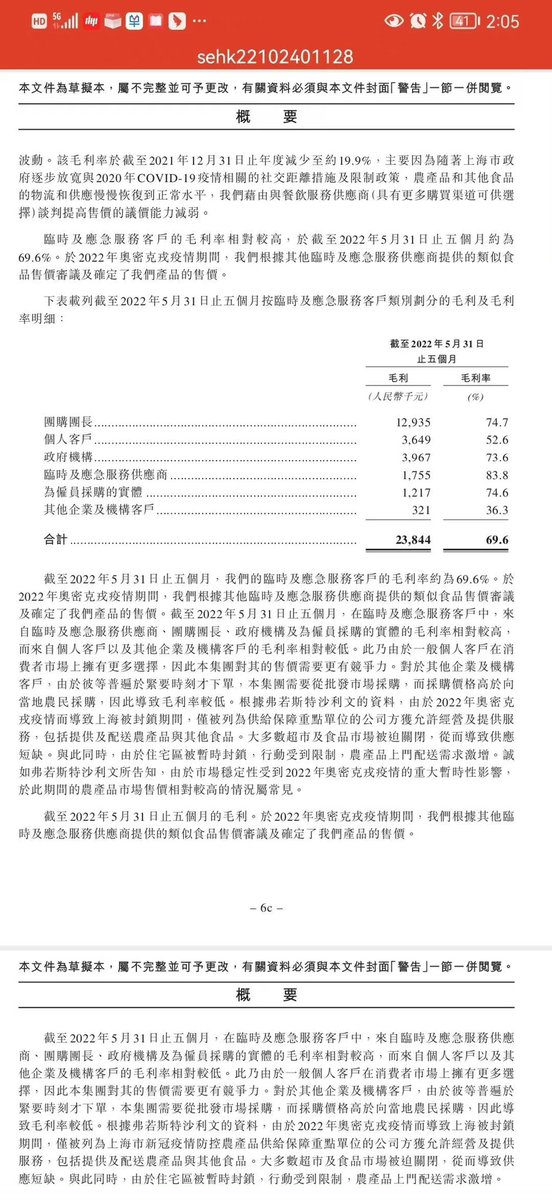 HD 5G 41 2:05
sehk22102401128
本文件為草擬本，屬不完整並可予更改，有關資料必須與本文件封面「警告」一節一併閱覽。
概 要
波動。該毛利率於截至2021年12月31日止年度減少至約19.9%，主要因為隨著上海市政
府逐步放寬與2020年COVID-19疫情相關的社交距離措施及限制政策，農產品和其他食品
的物流和供應慢慢恢復到正常水平，我們藉由與餐飲服務供應商(具有更多購買渠道可供選
擇)談判提高售價的議價能力減弱。
臨時及應急服務客戶的毛利率相對較高，於截至2022年5月31日止五個月約為
69.6%。於2022年奧密克戎疫情期間，我們根據其他臨時及應急服務供應商提供的類似食
品售價審議及確定了我們產品的售價。
下表載列截至2022年5月31日止五個月按臨時及應急服務客戶類別劃分的毛利及毛利
率明細：
截至2022年5月31日
止五個月
毛利 毛利率
(人民幣千元) (%)
團購團長 12,935 74.7
個人客戶 3,649 52.6
政府機構 3,967 73.6
臨時及應急服務供應商 1,755 83.8
為僱員採購的實體 1,217 74.6
其他企業及機構客戶 321 36.3
合計 23,844 69.6
截至2022年5月31日止五個月，我們的臨時及應急服務客戶的毛利率約為69.6%。於
2022年奧密克戎疫情期間，我們根據其他臨時及應急服務供應商提供的類似食品售價審議
及確定了我們產品的售價。截至2022年5月31日止五個月，在臨時及應急服務客戶中，來
自臨時及應急服務供應商、團購團長、政府機構及為僱員採購的實體的毛利率相對較高，
而來自個人客戶以及其他企業及機構客戶的毛利率相對較低。此乃由於一般個人客戶在消
費者市場上擁有更多選擇，因此本集團對其的售價需要更有競爭力。對於其他企業及機構
客戶，由於彼等普遍於緊要時刻才下單，本集團需要從批發市場採購，而採購價格高於向
當地農民採購，因此導致毛利率較低。根據弗若斯特沙利文的資料，由於2022年奧密克
戎疫情而導致上海被封鎖期間，僅被列為供給保障重點單位的公司方獲允許經營及提供服
務，包括提供及配送農產品與其他食品。大多數超市及食品市場被迫關閉，從而導致供應
短缺。與此同時，由於住宅區被暫時封鎖，行動受到限制，農產品上門配送需求激增。誠
如弗若斯特沙利文所告知，由於市場穩定性受到2022年奧密克戎疫情的重大暫時性影響，
於此期間的農產品市場售價相對較高的情況屬常見。
截至2022年5月31日止五個月的毛利。於2022年奧密克戎疫情期間，我們根據其他臨
時及應急服務供應商提供的類似食品售價審議及確定了我們產品的售價。
– 6c –
本文件為草擬本，屬不完整並可予更改，有關資料必須與本文件封面「警告」一節一併閱覽。
概 要
截至2022年5月31日止五個月，在臨時及應急服務客戶中，來自臨時及應急服務供應
商、團購團長、政府機構及為僱員採購的實體的毛利率相對較高，而來自個人客戶以及其
他企業及機構客戶的毛利率相對較低。此乃由於一般個人客戶在消費者市場上擁有更多選
擇，因此本集團對其的售價需要更有競爭力。對於其他企業及機構客戶，由於彼等普遍於
緊要時刻才下單，本集團需要從批發市場採購，而採購價格高於向當地農民採購，因此導
致毛利率較低。根據弗若斯特沙利文的資料，由於2022年奧密克戎疫情而導致上海被封鎖
期間，僅被列為上海市新冠疫情防控農產品供給保障重點單位的公司方獲允許經營及提供
服務，包括提供及配送農產品與其他食品。大多數超市及食品市場被迫關閉，從而導致供
應短缺。與此同時，由於住宅區被暫時封鎖，行動受到限制，農產品上門配送需求激增。